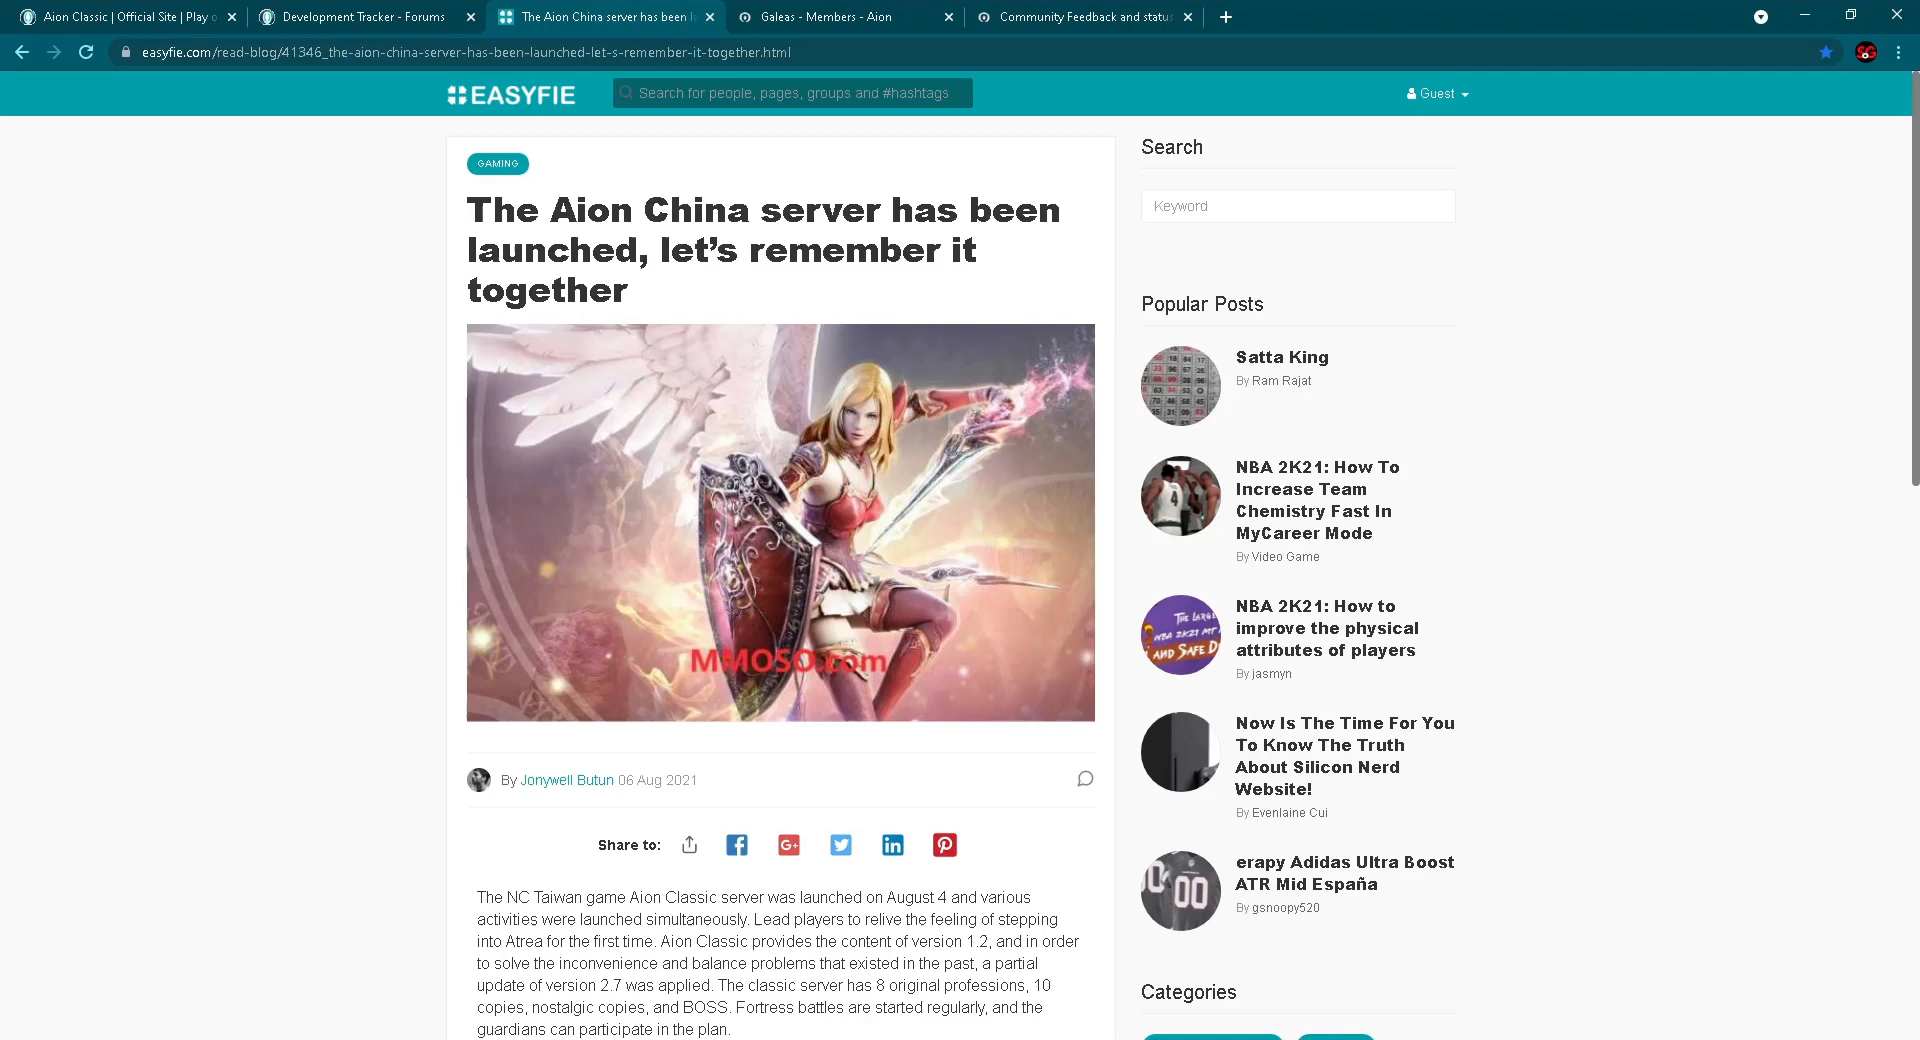 Aion Classic | Official Site | Play o
Development Tracker - Forums
The Aion China server has been l
Galeas - Members - Aion
Community Feedback and status
easyfie.com/read-blog/41346_the-aion-china-server-has-been-launched-let-s-remember-it-together.html
EASYFIE
Search for people, pages, groups and #hashtags
Guest
GAMING
The Aion China server has been
launched, let’s remember it
together
MMOSO.com
By Jonywell Butun 06 Aug 2021
Share to:
The NC Taiwan game Aion Classic server was launched on August 4 and various
activities were launched simultaneously. Lead players to relive the feeling of stepping
into Atrea for the first time. Aion Classic provides the content of version 1.2, and in order
to solve the inconvenience and balance problems that existed in the past, a partial
update of version 2.7 was applied. The classic server has 8 original professions, 10
copies, nostalgic copies, and BOSS. Fortress battles are started regularly, and the
guardians can participate in the plan.
Search
Keyword
Popular Posts
Satta King
By Ram Rajat
NBA 2K21: How To
Increase Team
Chemistry Fast In
MyCareer Mode
By Video Game
4
NBA 2K21: How to
improve the physical
attributes of players
By jasmyn
THE LARGE
NBA 2K21 MT
AND SAFE D
Now Is The Time For You
To Know The Truth
About Silicon Nerd
Website!
By Evenlaine Cui
erapy Adidas Ultra Boost
ATR Mid España
By gsnoopy520
00
Categories